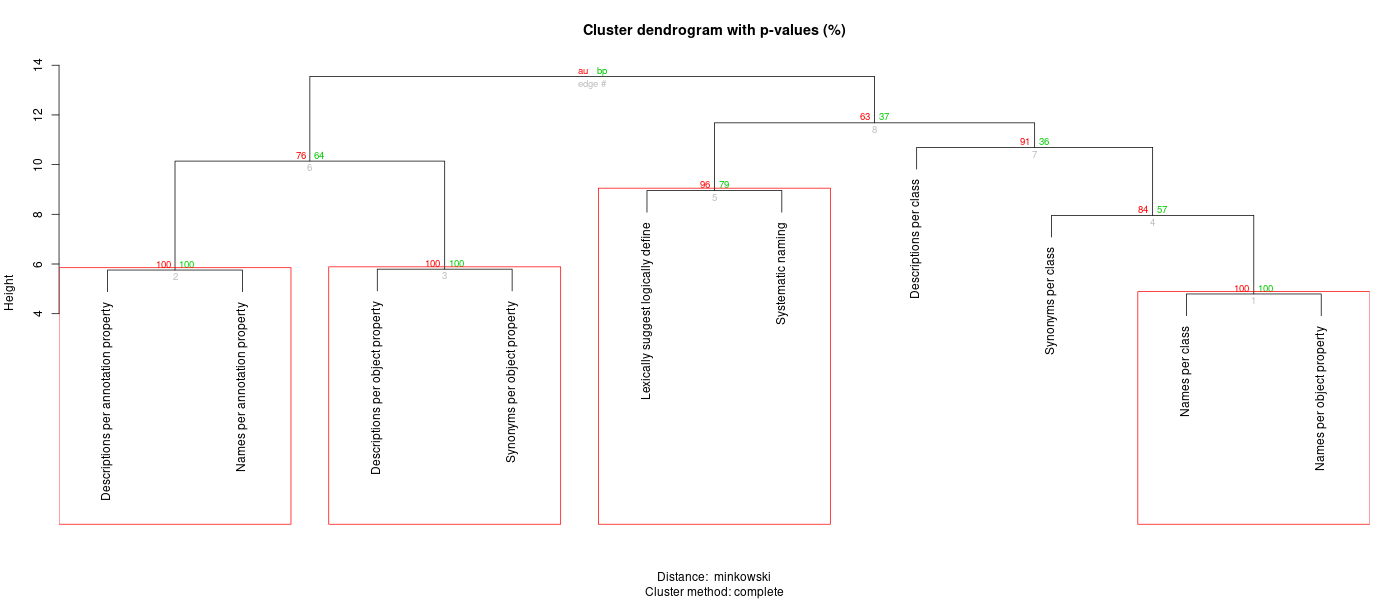 Cluster dendrogram with p-values (%)
14
12
10
8
6
4
Height
au bp
edge #
63 37
8
91 36
7
76 64
6
96 79
5
84 57
4
100 100
2
100 100
3
100 100
1
Descriptions per annotation property
Names per annotation property
Descriptions per object property
Synonyms per object property
Lexically suggest logically define
Systematic naming
Descriptions per class
Synonyms per class
Names per class
Names per object property
Distance: minkowski
Cluster method: complete